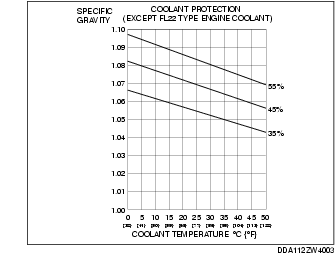 SPECIFIC GRAVITY
COOLANT PROTECTION
(EXCEPT FL22 TYPE ENGINE COOLANT)
1.10
1.09
1.08
1.07
1.06
1.05
1.04
1.03
1.02
1.01
1.00
55%
45%
35%
0 5 10 15 20 25 30 35 40 45 50
COOLANT TEMPERATURE °C {°F}
DDA112ZW4003